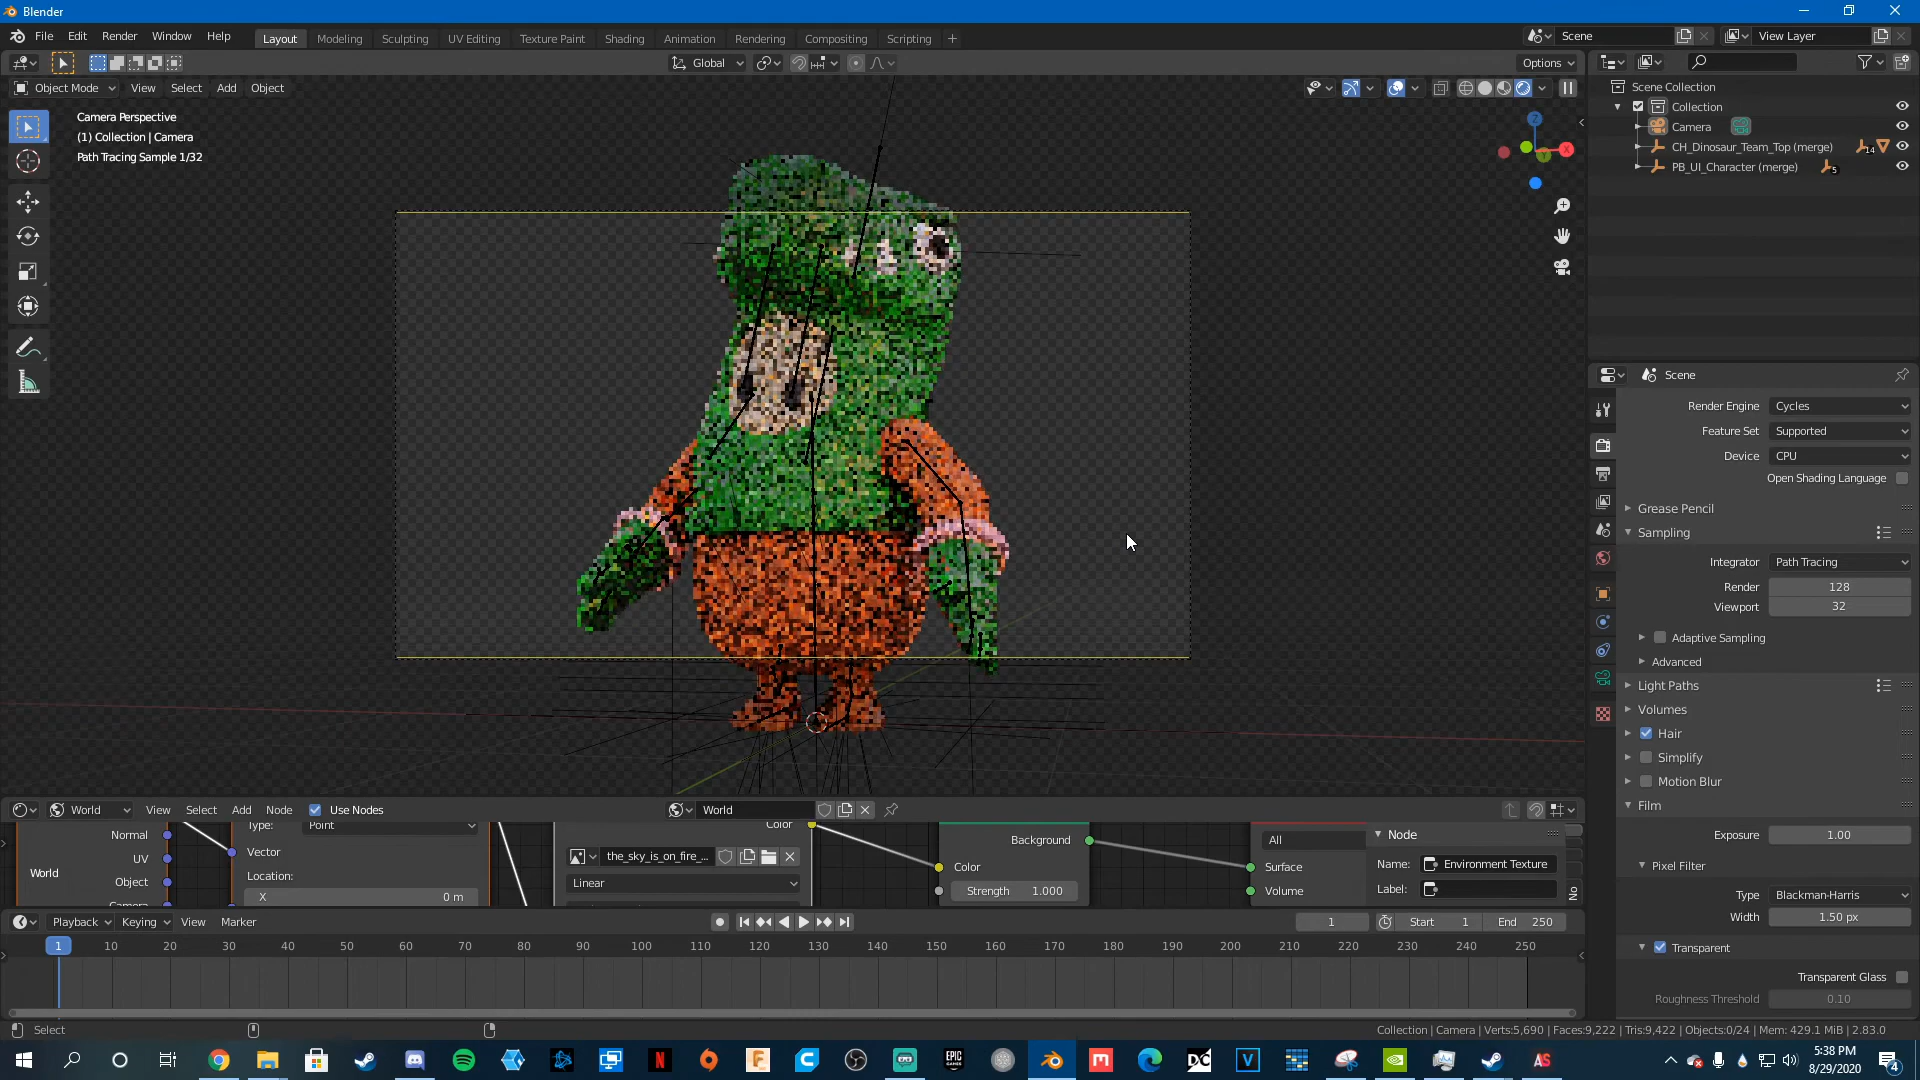 Blender
File Edit Render Window Help
Layout Modeling Sculpting UV Editing Texture Paint Shading Animation Rendering Compositing Scripting +
Scene
View Layer
Global
Options
Object Mode View Select Add Object
Camera Perspective
(1) Collection | Camera
Path Tracing Sample 1/32
Z
X
Y
Scene Collection
Collection
Camera
CH_Dinosaur_Team_Top (merge) 14
PB_UI_Character (merge) 5
Scene
Render Engine Cycles
Feature Set Supported
Device CPU
Open Shading Language
Grease Pencil
Sampling
Integrator Path Tracing
Render 128
Viewport 32
Adaptive Sampling
Advanced
Light Paths
Volumes
Hair
Simplify
Motion Blur
Film
Exposure 1.00
Pixel Filter
Type Blackman-Harris
Width 1.50 px
Transparent
Transparent Glass
Roughness Threshold 0.10
World View Select Add Node Use Nodes
World
Normal
UV
World
Object
Camera
Type: Point
Vector
Location:
X 0 m
Color
the_sky_is_on_fire_...
Linear
Background
Color
Strength 1.000
All
Surface
Volume
Node
Name: Environment Texture
Label:
No
Playback Keying View Marker
1 Start 1 End 250
1 10 20 30 40 50 60 70 80 90 100 110 120 130 140 150 160 170 180 190 200 210 220 230 240 250
Select
Collection | Camera | Verts:5,690 | Faces:9,222 | Tris:9,422 | Objects:0/24 | Mem: 429.1 MiB | 2.83.0
N
F
C
EPIC GAMES
M
DC
V
AS
5:38 PM
8/29/2020
4